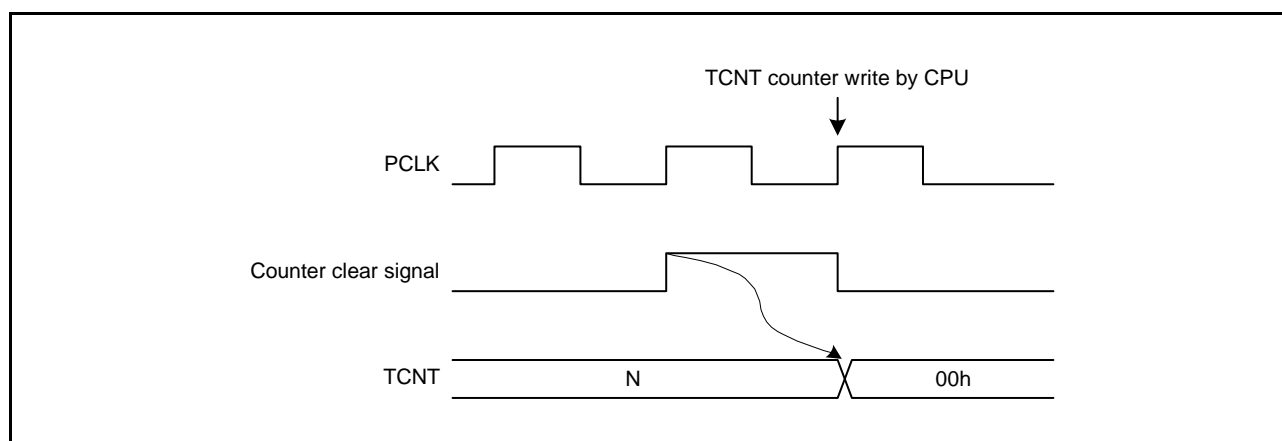 TCNT counter write by CPU
PCLK
Counter clear signal
TCNT
N
00h